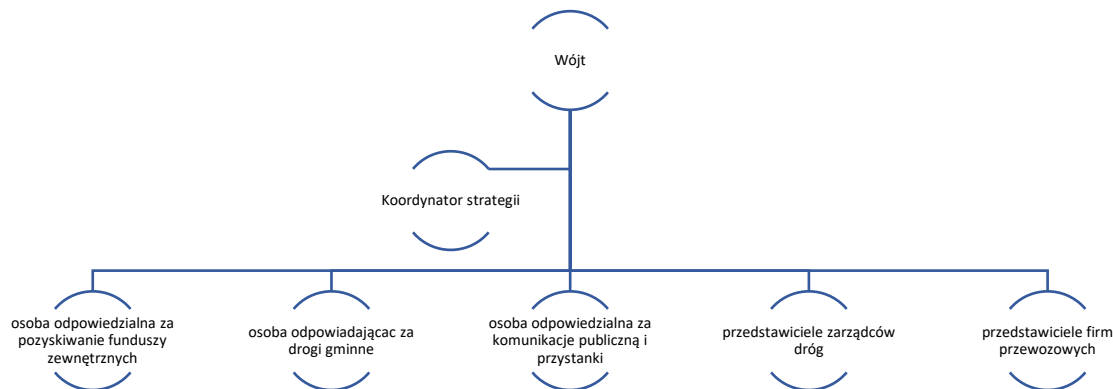 Wójt
Koordynator strategii
osoba odpowiedzialna za
pozyskiwanie funduszy
zewnętrznych
osoba odpowiadającac za
drogi gminne
osoba odpowiedzialna za
komunikacje publiczną i
przystanki
przedstawiciele zarządców
dróg
przedstawiciele firm
przewozowych